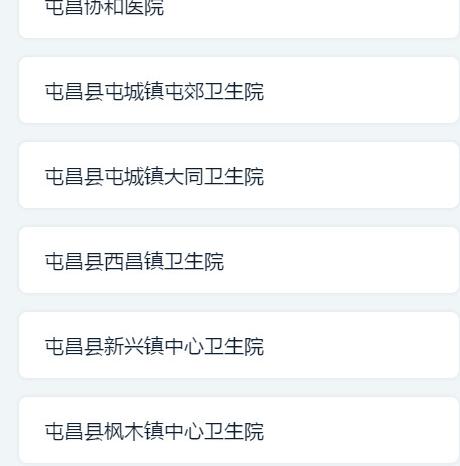 屯昌协和医院
屯昌县屯城镇屯郊卫生院
屯昌县屯城镇大同卫生院
屯昌县西昌镇卫生院
屯昌县新兴镇中心卫生院
屯昌县枫木镇中心卫生院